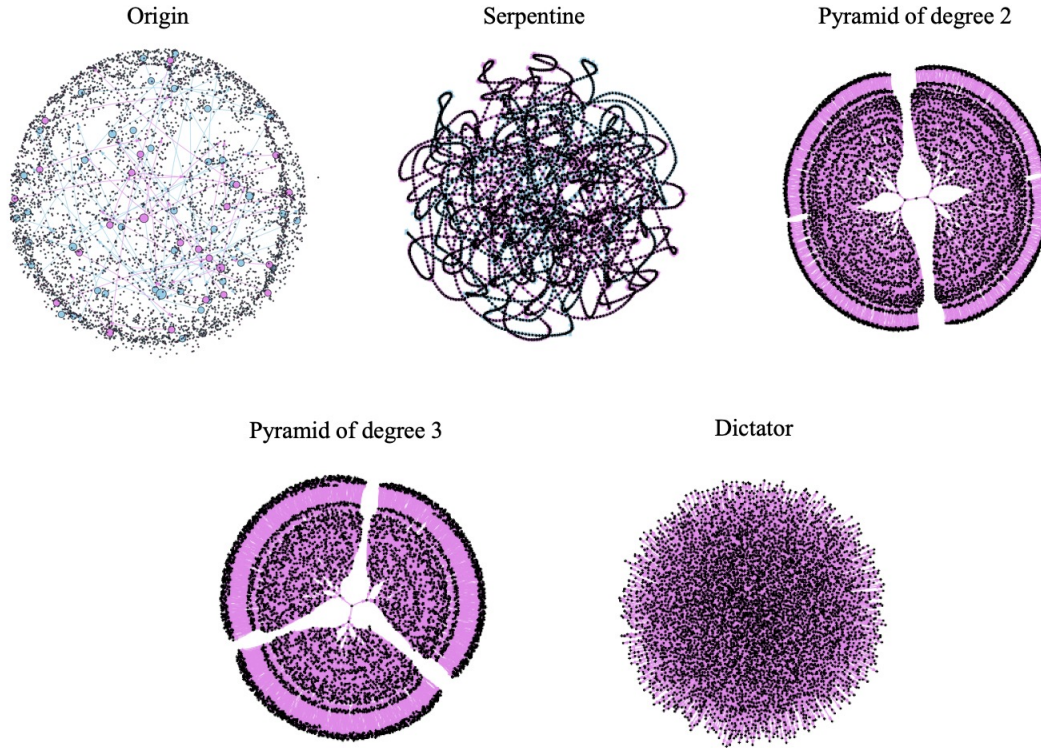 Origin
Serpentine
Pyramid of degree 2
Pyramid of degree 3
Dictator